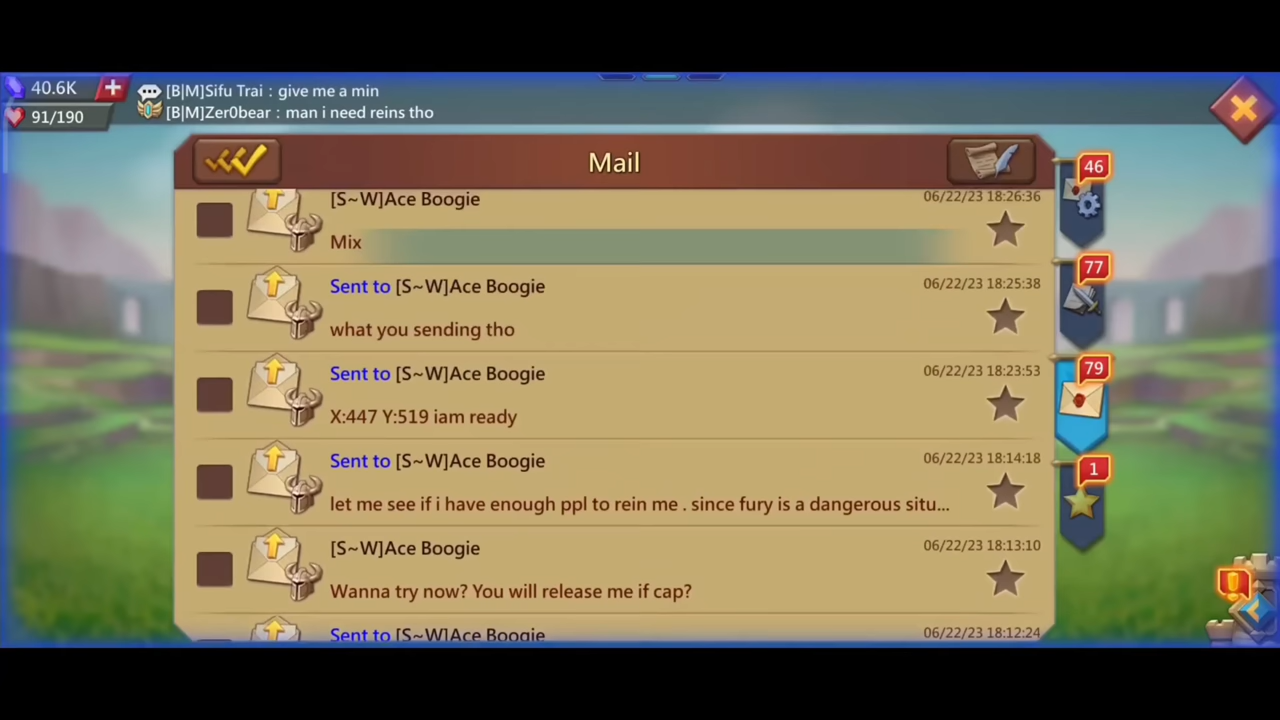 40.6K
[B|M]Sifu Trai : give me a min
91/190
[B|M]Zer0bear : man i need reins tho
Mail
46
[S~W]Ace Boogie
06/22/23 18:26:36
Mix
77
Sent to [S~W]Ace Boogie
06/22/23 18:25:38
what you sending tho
79
Sent to [S~W]Ace Boogie
06/22/23 18:23:53
X:447 Y:519 iam ready
1
Sent to [S~W]Ace Boogie
06/22/23 18:14:18
let me see if i have enough ppl to rein me . since fury is a dangerous situ...
[S~W]Ace Boogie
06/22/23 18:13:10
Wanna try now? You will release me if cap?
Sent to [S~W]Ace Boogie
06/22/23 18:12:24